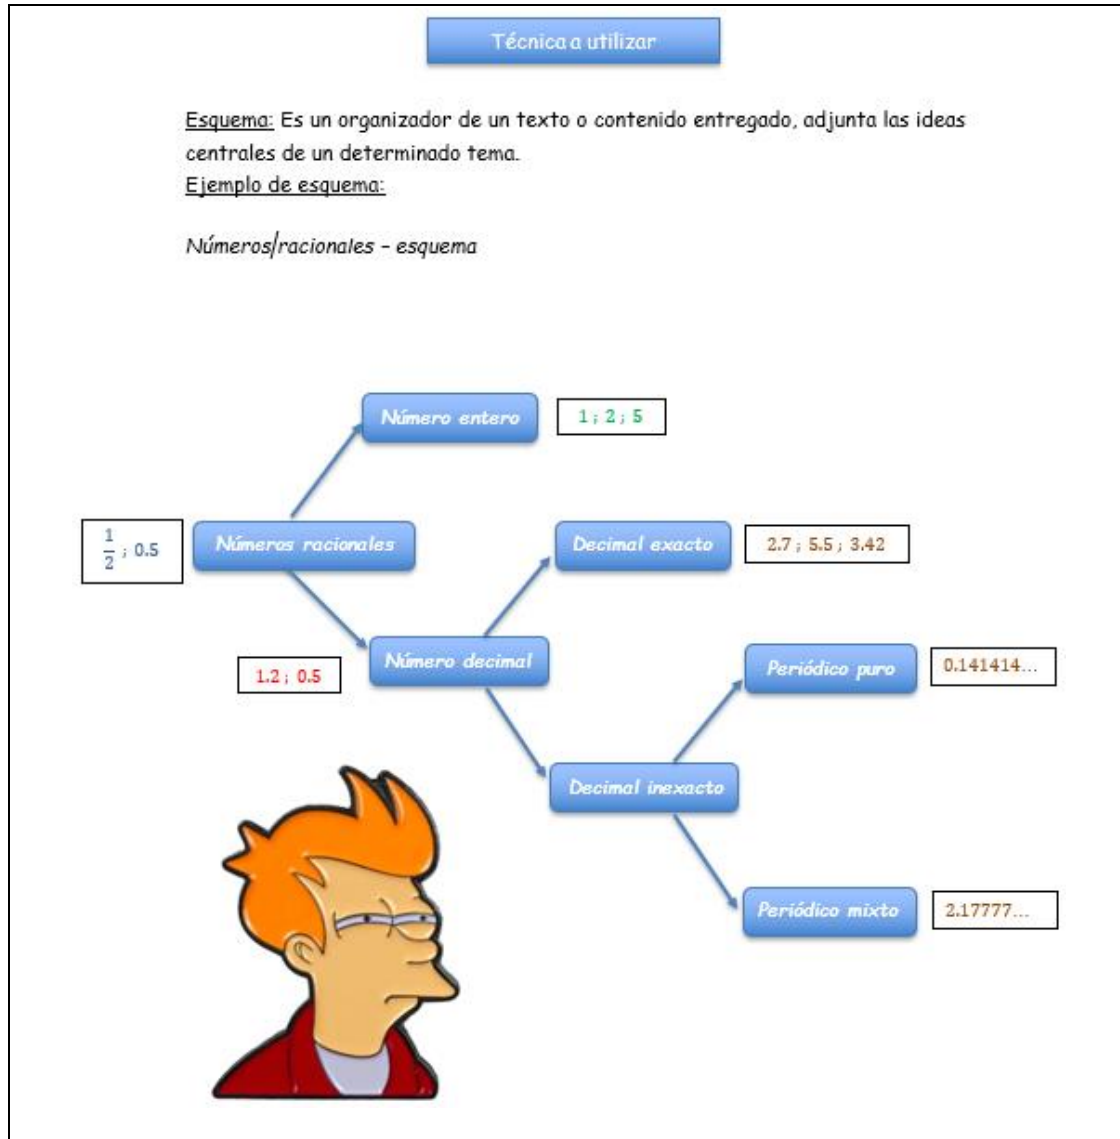 Técnica a utilizar
Esquema: Es un organizador de un texto o contenido entregado, adjunta las ideas
centrales de un determinado tema.
Ejemplo de esquema:
Números/racionales – esquema
Número entero
1 ; 2 ; 5
1/2 ; 0.5
Números racionales
Decimal exacto
2.7 ; 5.5 ; 3.42
1.2 ; 0.5
Número decimal
Periódico puro
0.141414...
Decimal inexacto
Periódico mixto
2.17777...